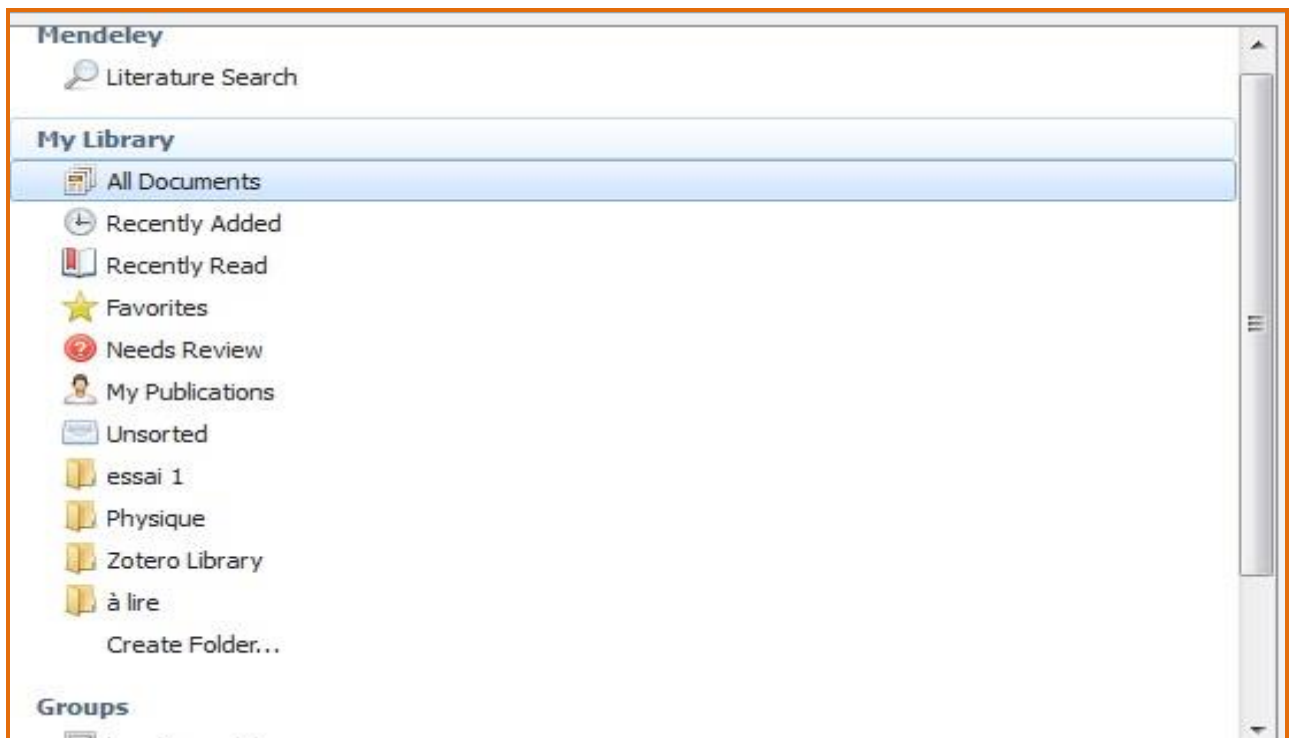 Mendeley
Literature Search
My Library
All Documents
Recently Added
Recently Read
Favorites
Needs Review
My Publications
Unsorted
essai 1
Physique
Zotero Library
à lire
Create Folder...
Groups